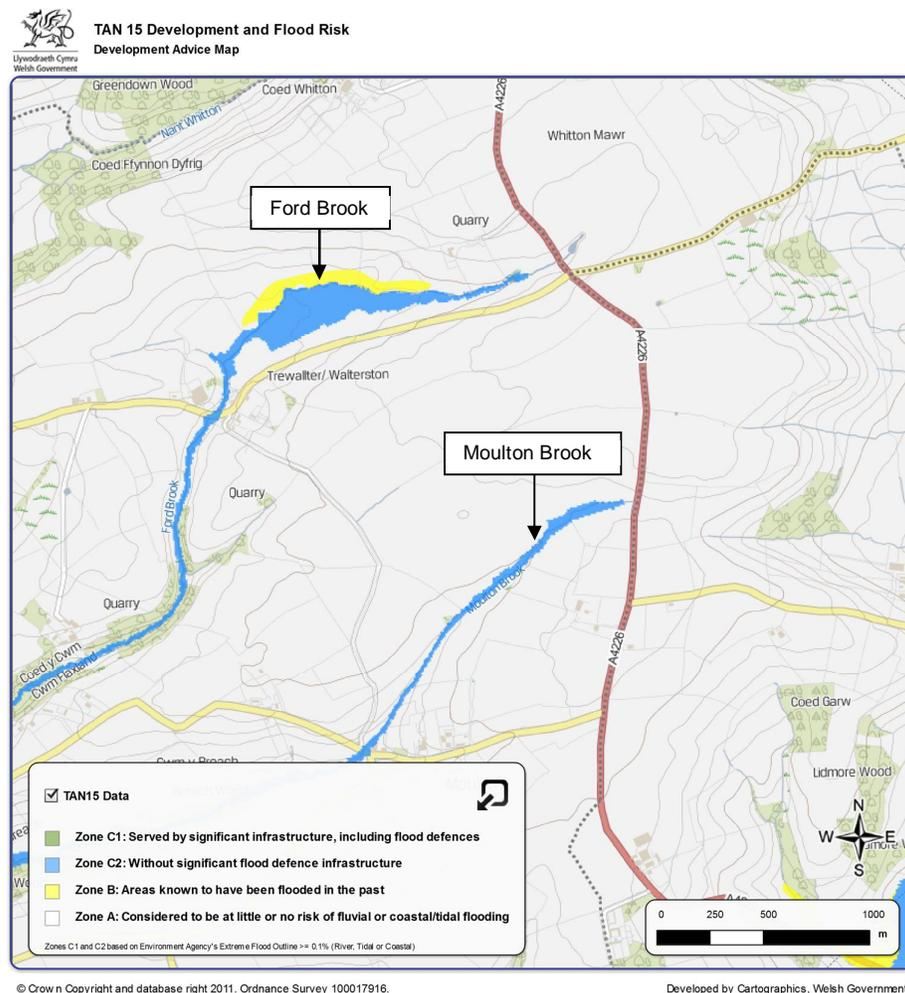 TAN 15 Development and Flood Risk
Development Advice Map
Llywodraeth Cymru
Welsh Government
Greendown Wood
Coed Whitton
A4226
Nant Whitton
Whitton Mawr
Coed Ffynnon Dyfrig
Ford Brook
Quarry
A4226
Trewallter/ Walterston
Moulton Brook
Quarry
Ford Brook
Moulton Brook
Quarry
A4226
Coed y Cwm
Cwm Flaxland
Coed Garw
Cwm y Breach
Lidmore Wood
TAN15 Data
N
W E
S
Zone C1: Served by significant infrastructure, including flood defences
Zone C2: Without significant flood defence infrastructure
Zone B: Areas known to have been flooded in the past
Zone A: Considered to be at little or no risk of fluvial or coastal/tidal flooding
Zones C1 and C2 based on Environment Agency's Extreme Flood Outline >= 0.1% (River, Tidal or Coastal)
0 250 500 1000
m
© Crown Copyright and database right 2011. Ordnance Survey 100017916.
Developed by Cartographics, Welsh Government